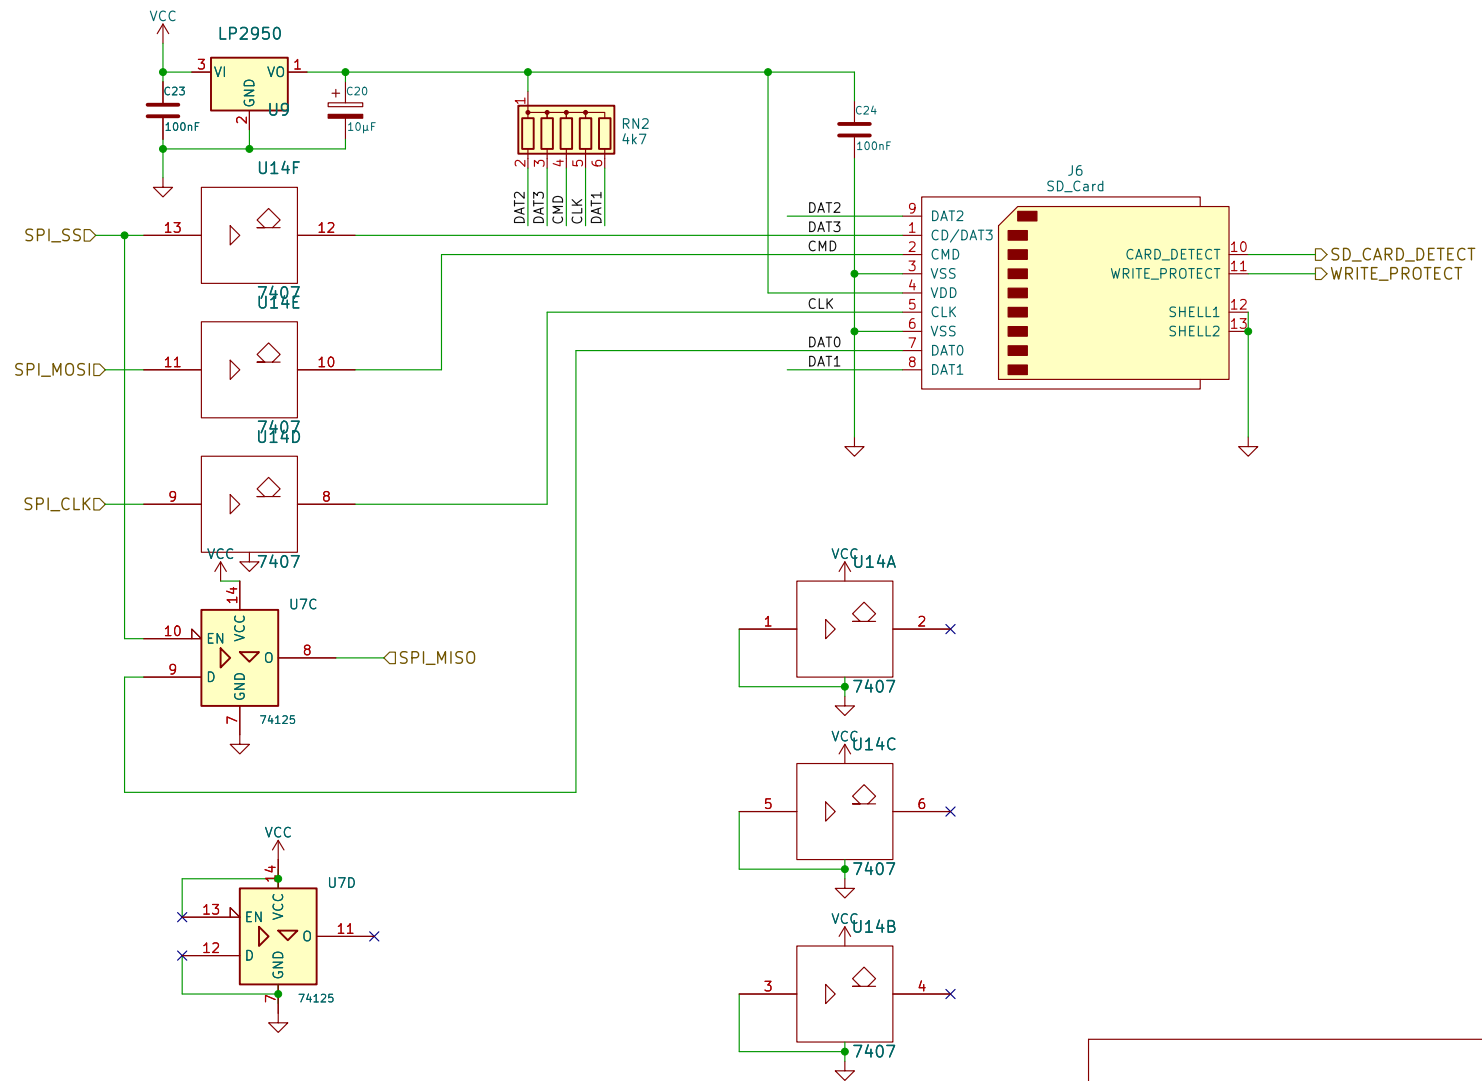 VCC
LP2950
3 VI VO 1
GND
2
U9
C23
100nF
+ C20
10µF
1
RN2
4k7
2 3 4 5 6
DAT2 DAT3 CMD CLK DAT1
C24
100nF
J6
SD_Card
DAT2 9 DAT2
DAT3 1 CD/DAT3
CMD 2 CMD
3 VSS
4 VDD
CLK 5 CLK
6 VSS
DAT0 7 DAT0
DAT1 8 DAT1
CARD_DETECT 10 SD_CARD_DETECT
WRITE_PROTECT 11 WRITE_PROTECT
SHELL1 12
SHELL2 13
U14F
SPI_SS 13 12
7407
U14E
SPI_MOSI 11 10
7407
U14D
SPI_CLK 9 8
7407
VCC
14
U7C
10 EN VCC
9 D O 8 SPI_MISO
GND
7
74125
VCC
14
U7D
13 EN VCC
12 D O 11
GND
7
74125
VCC
U14A
1 2
7407
VCC
U14C
5 6
7407
VCC
U14B
3 4
7407